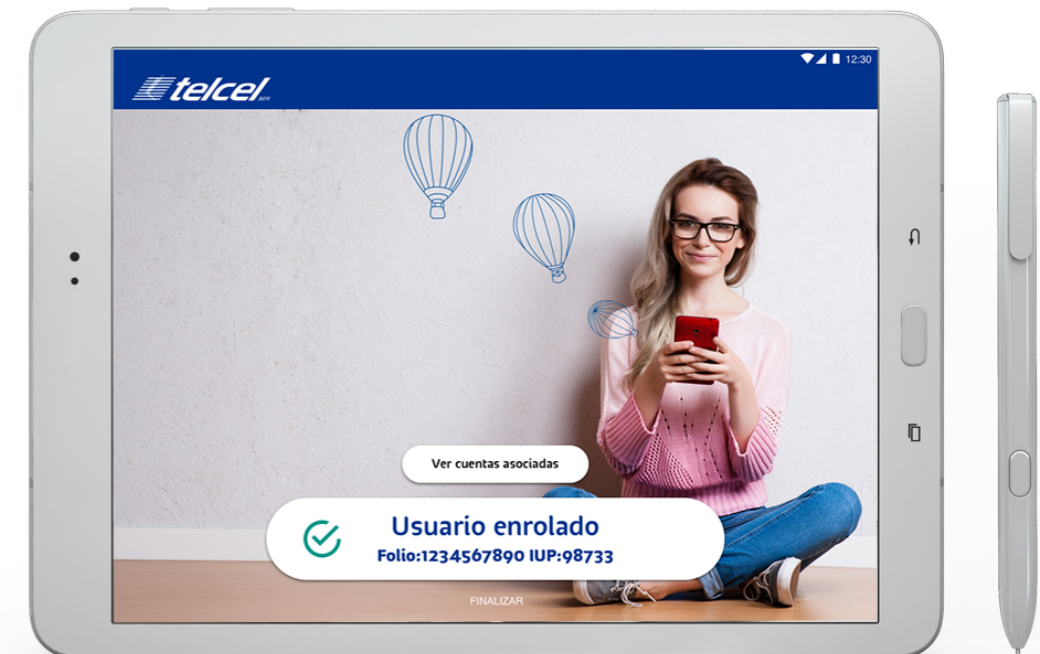 12:30
telcel
Ver cuentas asociadas
Usuario enrolado
Folio:1234567890 IUP:98733
FINALIZAR